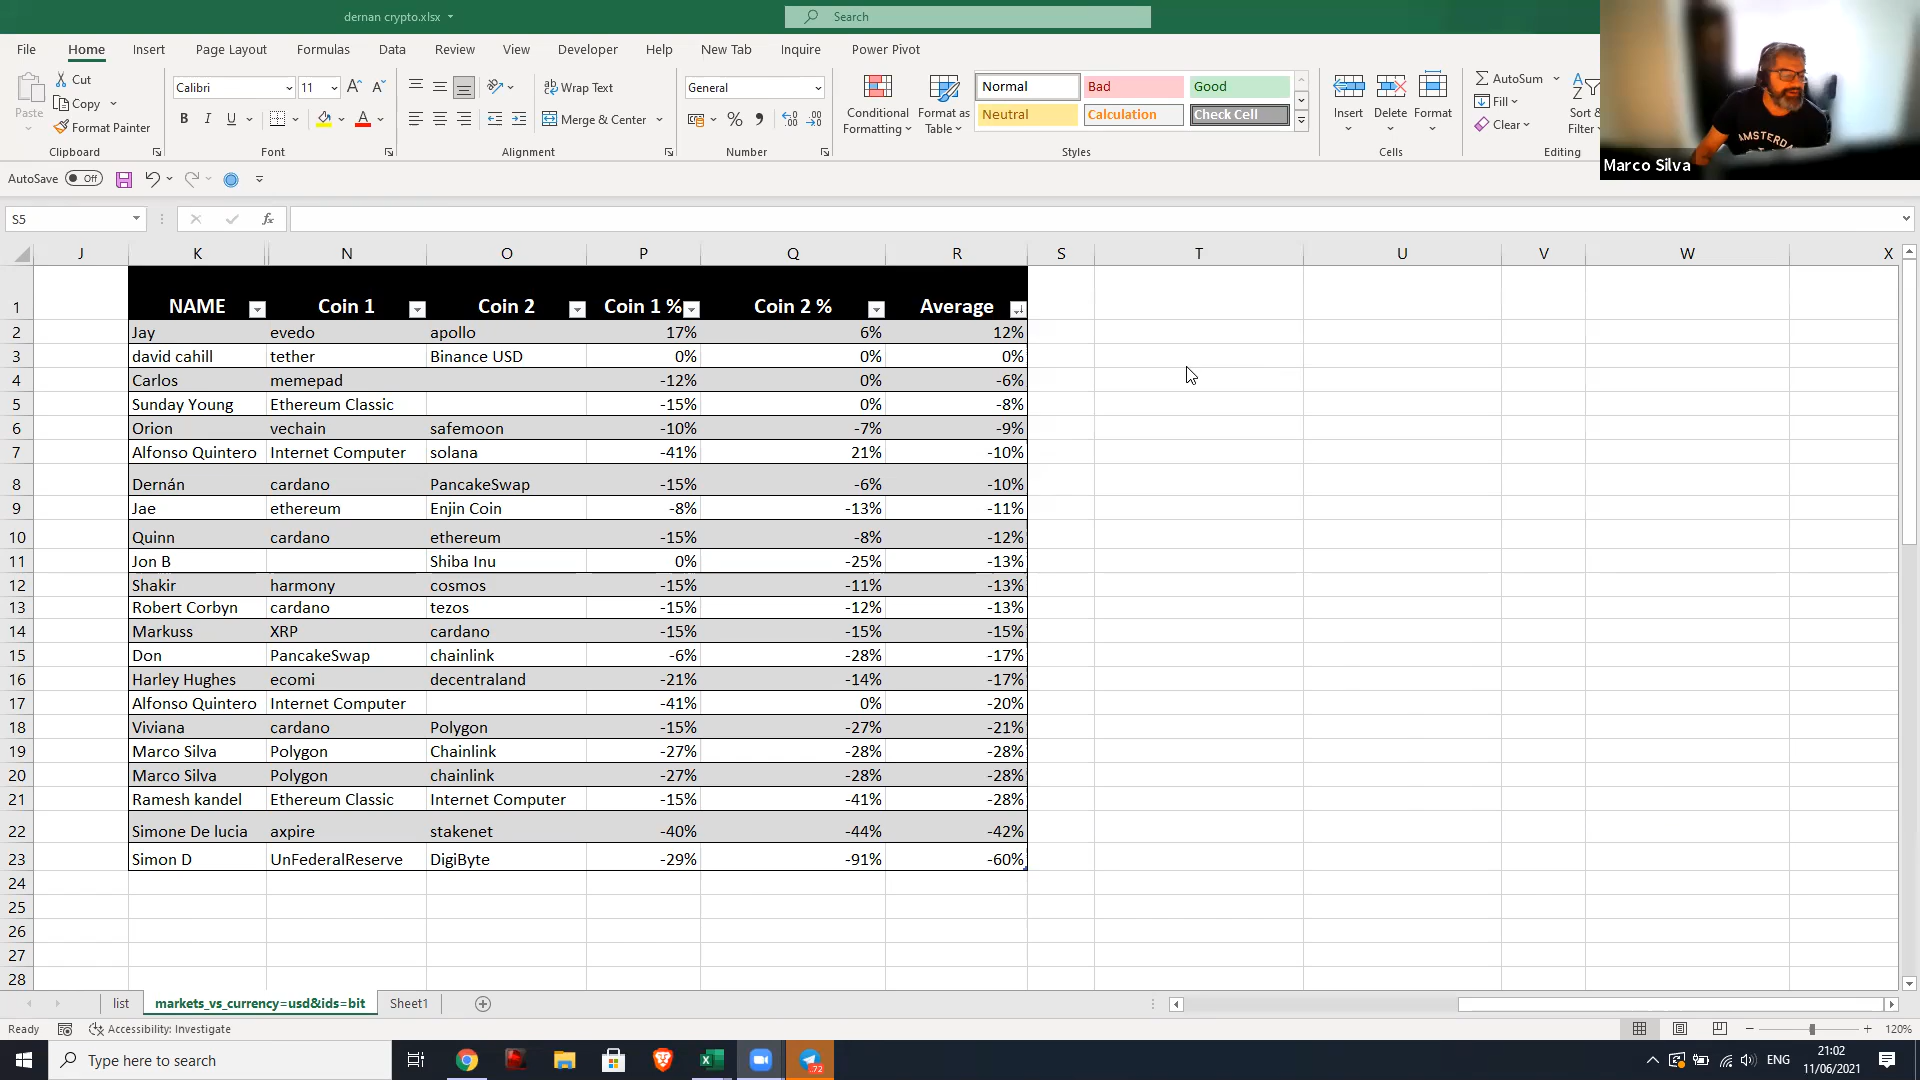 dernan crypto.xlsx
Search
File Home Insert Page Layout Formulas Data Review View Developer Help New Tab Inquire Power Pivot
Paste
Cut
Copy
Format Painter
Clipboard
Calibri 11
B I U
Font
Wrap Text
Merge & Center
Alignment
General
Number
Conditional Formatting
Format as Table
Normal Bad Good
Neutral Calculation Check Cell
Styles
Insert Delete Format
Cells
AutoSum
Fill
Clear
Sort &
Filter
Editing
AMSTERDA
Marco Silva
AutoSave Off
S5 fx
J K N O P Q R S T U V W X
1 NAME Coin 1 Coin 2 Coin 1 % Coin 2 % Average
2 Jay evedo apollo 17% 6% 12%
3 david cahill tether Binance USD 0% 0% 0%
4 Carlos memepad -12% 0% -6%
5 Sunday Young Ethereum Classic -15% 0% -8%
6 Orion vechain safemoon -10% -7% -9%
7 Alfonso Quintero Internet Computer solana -41% 21% -10%
8 Dernán cardano PancakeSwap -15% -6% -10%
9 Jae ethereum Enjin Coin -8% -13% -11%
10 Quinn cardano ethereum -15% -8% -12%
11 Jon B Shiba Inu 0% -25% -13%
12 Shakir harmony cosmos -15% -11% -13%
13 Robert Corbyn cardano tezos -15% -12% -13%
14 Markuss XRP cardano -15% -15% -15%
15 Don PancakeSwap chainlink -6% -28% -17%
16 Harley Hughes ecomi decentraland -21% -14% -17%
17 Alfonso Quintero Internet Computer -41% 0% -20%
18 Viviana cardano Polygon -15% -27% -21%
19 Marco Silva Polygon Chainlink -27% -28% -28%
20 Marco Silva Polygon chainlink -27% -28% -28%
21 Ramesh kandel Ethereum Classic Internet Computer -15% -41% -28%
22 Simone De lucia axpire stakenet -40% -44% -42%
23 Simon D UnFederalReserve DigiByte -29% -91% -60%
24
25
26
27
28
list markets_vs_currency=usd&ids=bit Sheet1
Ready Accessibility: Investigate 120%
Type here to search
72
ENG
21:02
11/06/2021